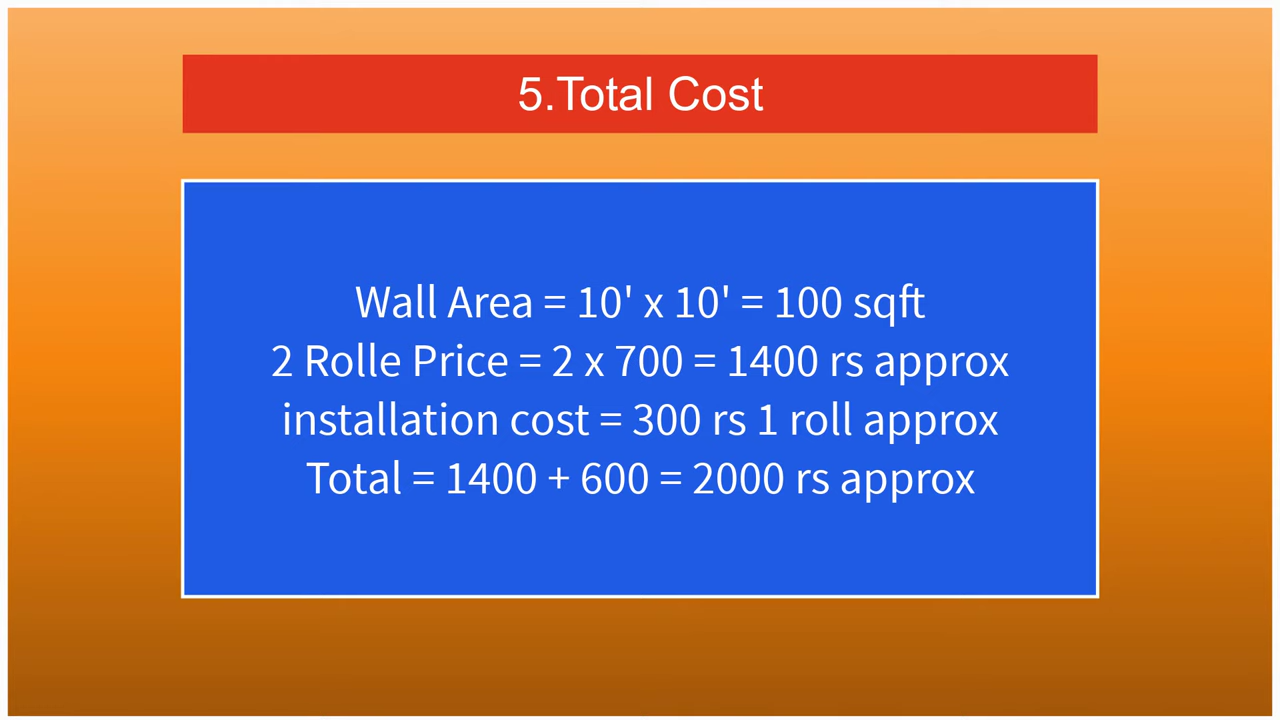 5.Total Cost
Wall Area = 10' x 10' = 100 sqft
2 Rolle Price = 2 x 700 = 1400 rs approx
installation cost = 300 rs 1 roll approx
Total = 1400 + 600 = 2000 rs approx